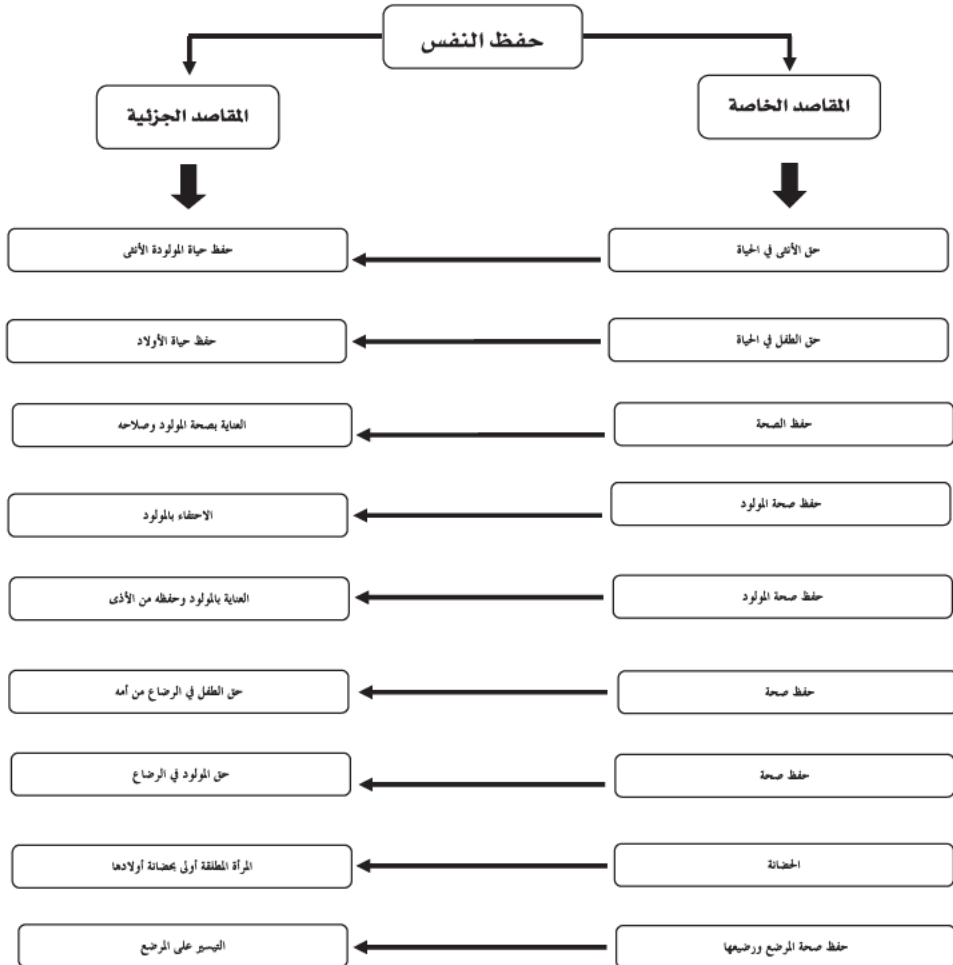 حفظ النفس
المقاصد الخاصة
المقاصد الجزئية
حق الأنثى في الحياة
حفظ حياة المولودة الأنثى
حق الطفل في الحياة
حفظ حياة الأولاد
حفظ الصحة
العناية بصحة المولود وصلاحه
حفظ صحة المولود
الاحتفاء بالمولود
حفظ صحة المولود
العناية بالمولود وحفظه من الأذى
حفظ صحة
حق الطفل في الرضاع من أمه
حفظ صحة
حق المولود في الرضاع
الحضانة
المرأة المطلقة أولى بحضانة أولادها
حفظ صحة المرضع ورضيعها
التيسير على المرضع